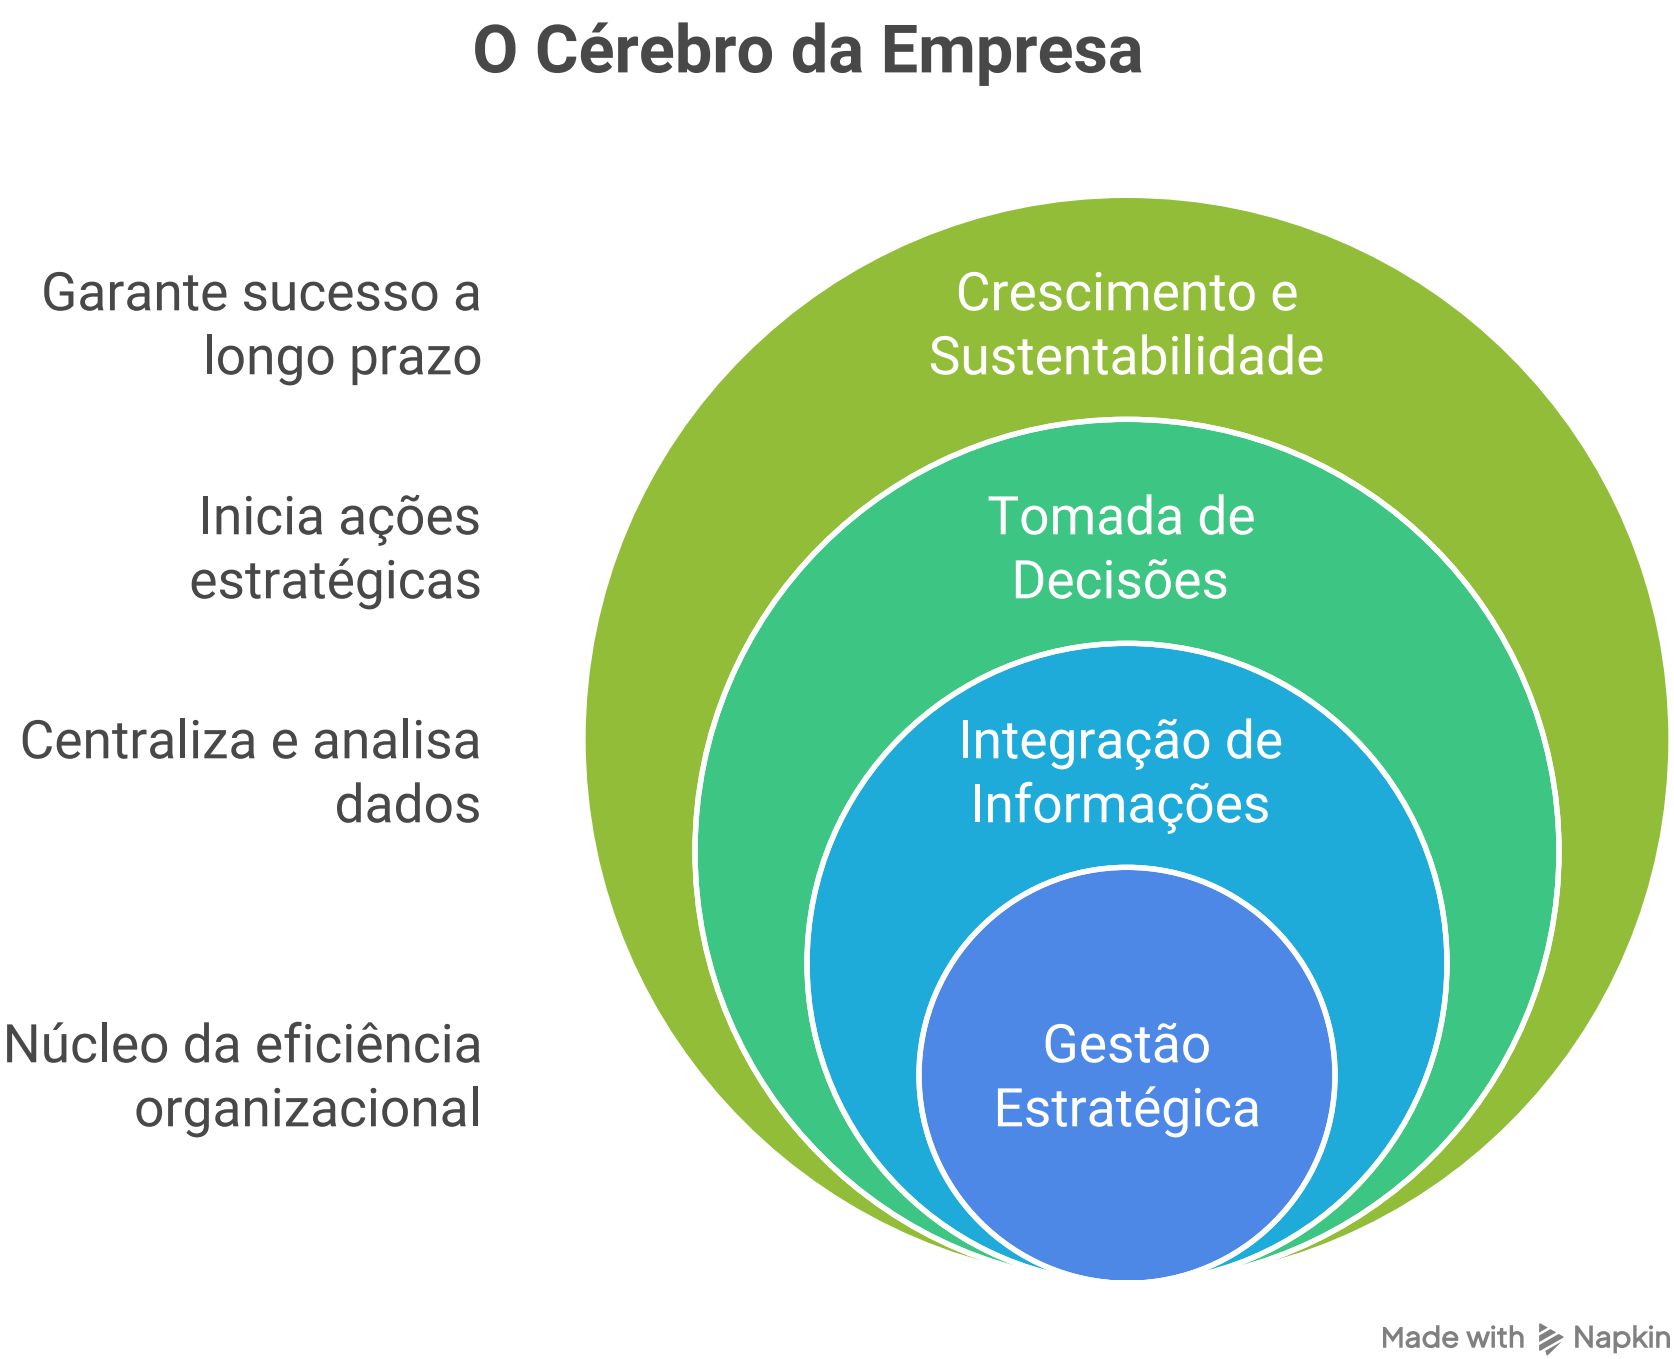 O Cérebro da Empresa
Garante sucesso a
longo prazo
Crescimento e
Sustentabilidade
Inicia ações
estratégicas
Tomada de
Decisões
Centraliza e analisa
dados
Integração de
Informações
Núcleo da eficiência
organizacional
Gestão
Estratégica
Made with Napkin